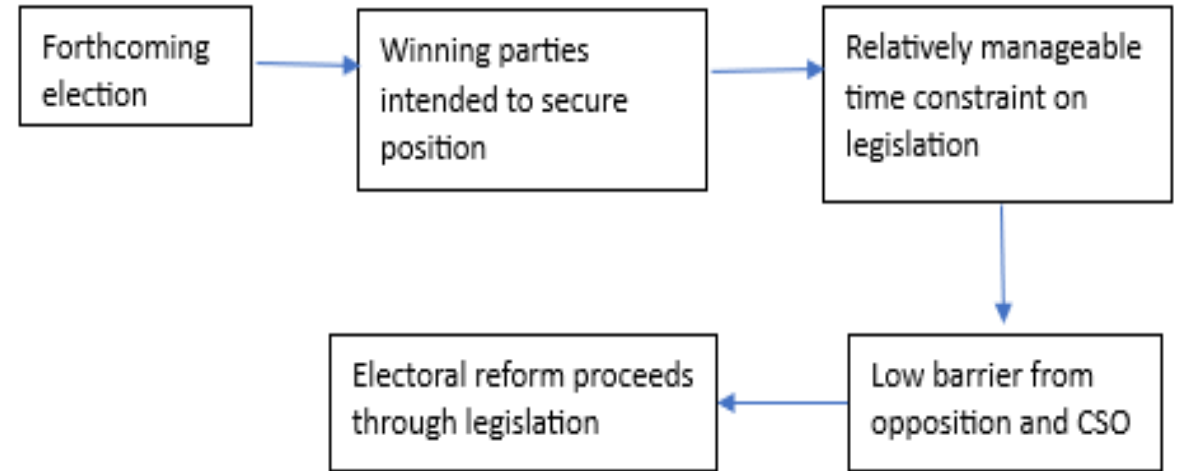 Forthcoming
election
Winning parties
intended to secure
position
Relatively manageable
time constraint on
legislation
Low barrier from
opposition and CSO
Electoral reform proceeds
through legislation